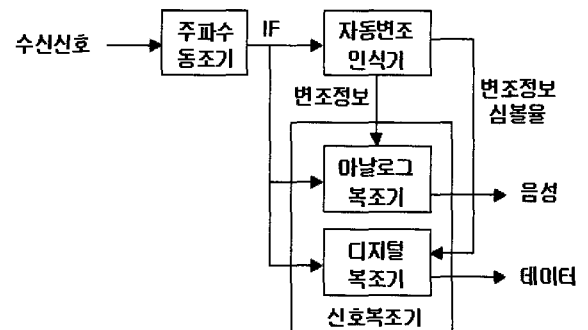 수신신호
주파수
동조기
IF
자동변조
인식기
변조정보
변조정보
심볼율
아날로그
복조기
음성
디지털
복조기
데이터
신호복조기